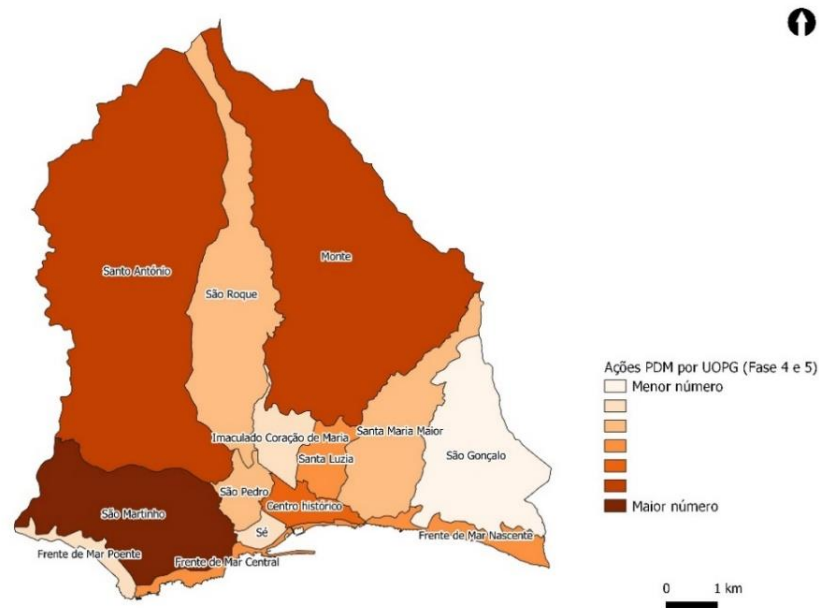 Santo António
Monte
São Roque
Ações PDM por UOPG (Fase 4 e 5)
Menor número
Maior número
Imaculado Coração de Maria
Santa Maria Maior
Santa Luzia
São Gonçalo
São Pedro
Centro histórico
São Martinho
Sé
Frente de Mar Nascente
Frente de Mar Poente
Frente de Mar Central
0 1 km